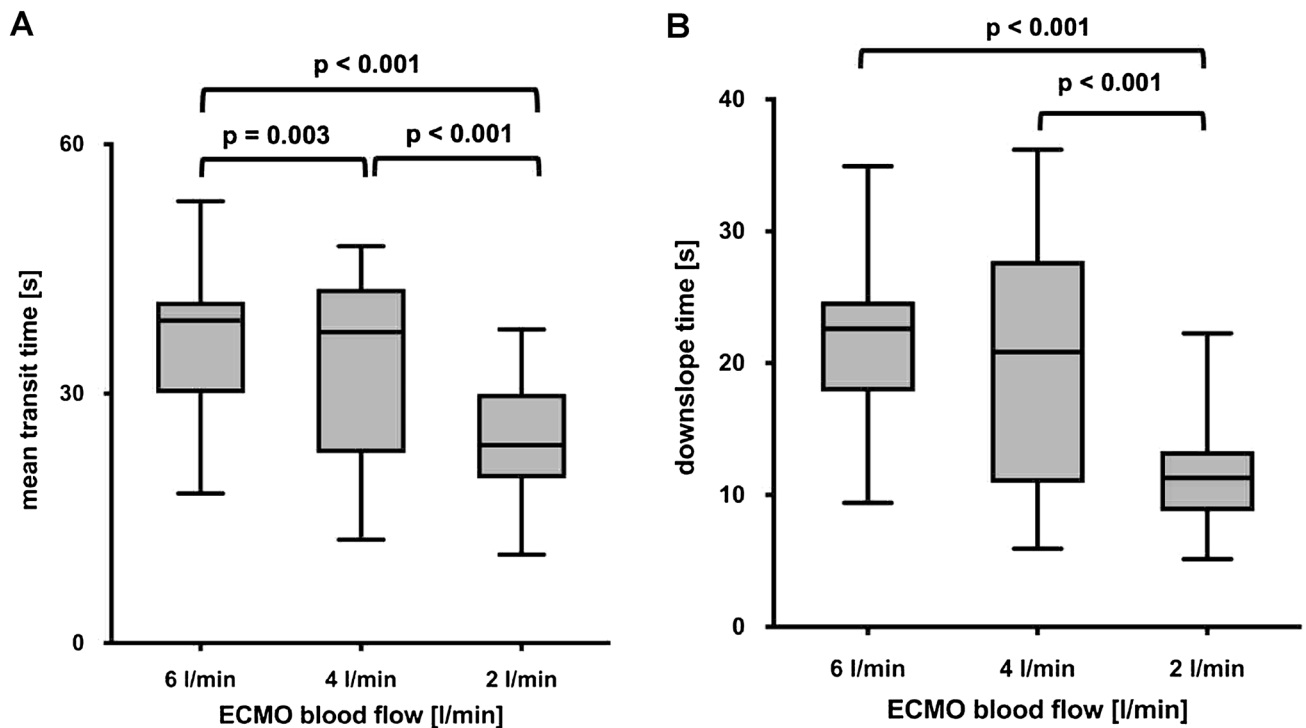 A
p < 0.001
p = 0.003
p < 0.001
60
30
0
mean transit time [s]
6 l/min
4 l/min
2 l/min
ECMO blood flow [l/min]
B
p < 0.001
p < 0.001
40
30
20
10
0
downslope time [s]
6 l/min
4 l/min
2 l/min
ECMO blood flow [l/min]